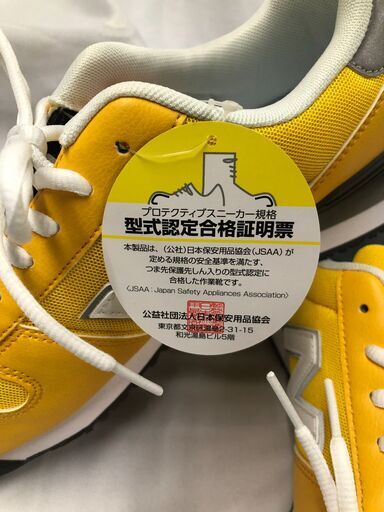 プロテクティブスニーカー規格
型式認定合格証明票
本製品は、(公社)日本保安用品協会(JSAA)が
定める規格の安全基準を満たす、
つま先保護先しん入りの型式認定に
合格した作業靴です。
(JSAA : Japan Safety Appliances Association)
公益社団法人日本保安用品協会
東京都文京区湯島2-31-15
和光湯島ビル5階